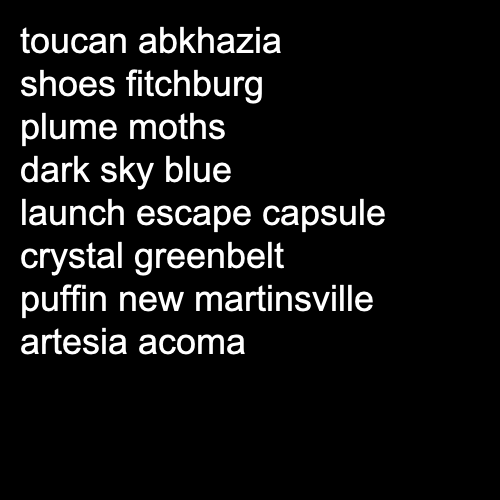 toucan abkhazia
shoes fitchburg
plume moths
dark sky blue
launch escape capsule
crystal greenbelt
puffin new martinsville
artesia acoma